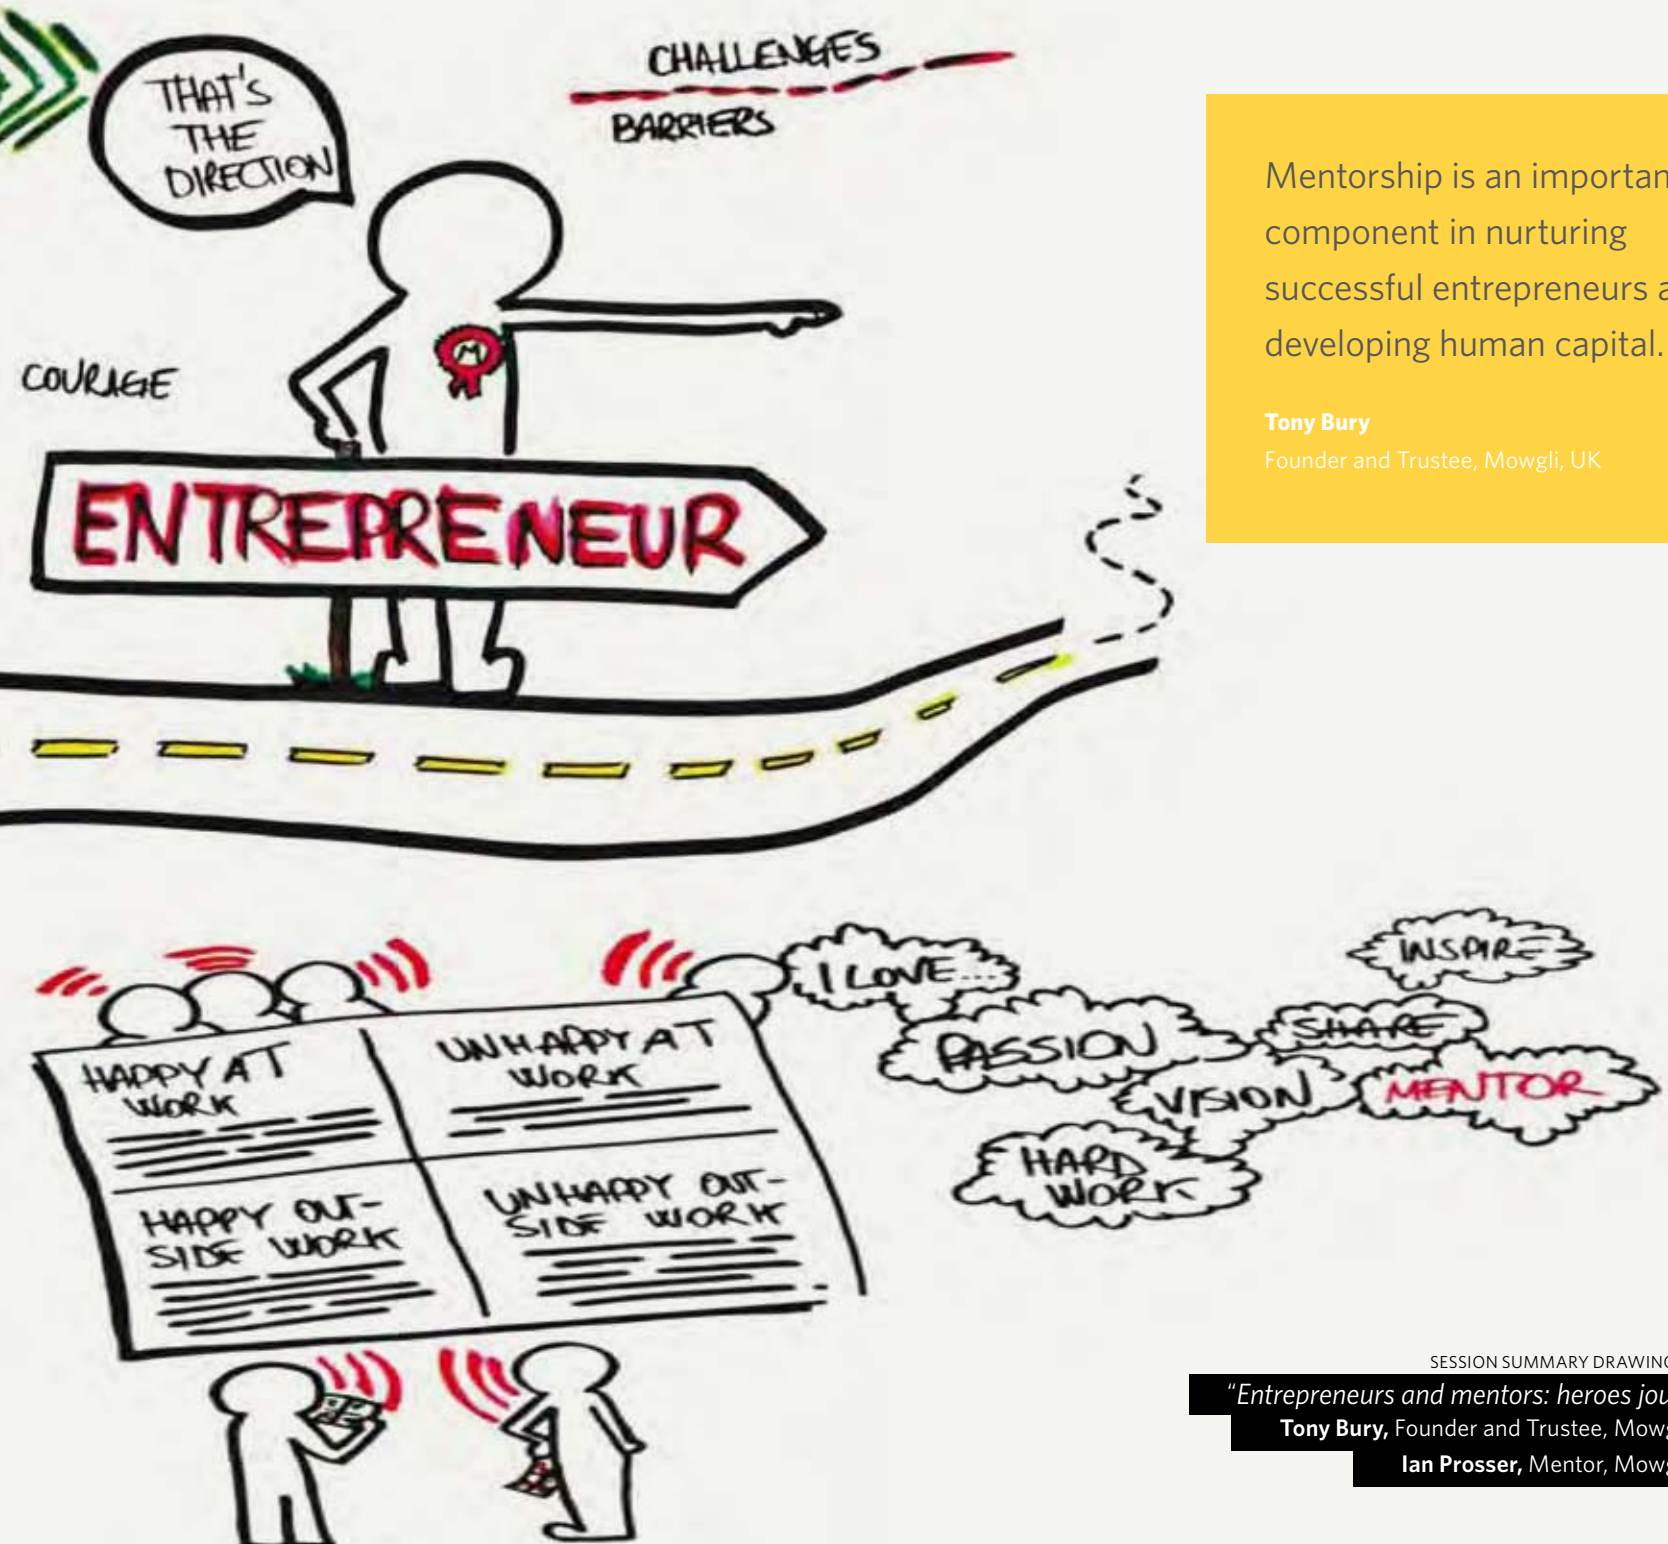 THAT'S
THE
DIRECTION
CHALLENGES
BARRIERS
Mentorship is an importan
component in nurturing
successful entrepreneurs a
developing human capital.
Tony Bury
Founder and Trustee, Mowgli, UK
COURAGE
M
ENTREPRENEUR
HAPPY AT
WORK
UNHAPPY AT
WORK
HAPPY OUT-
SIDE WORK
UNHAPPY OUT-
SIDE WORK
I LOVE...
PASSION
VISION
HARD
WORK
INSPIRE
SHARE
MENTOR
SESSION SUMMARY DRAWING
"Entrepreneurs and mentors: heroes jou
Tony Bury, Founder and Trustee, Mowg
Ian Prosser, Mentor, Mowg